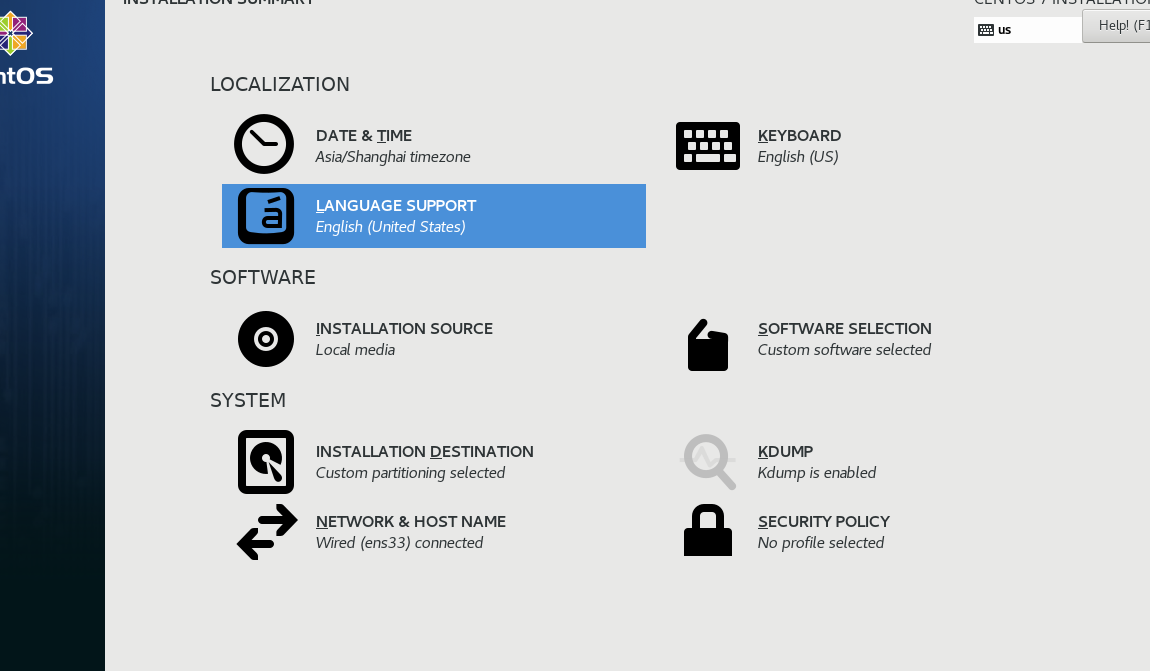 INSTALLATION SUMMARY
CENTOS 7 INSTALLATION
us
Help! (F1
ntOS
LOCALIZATION
DATE & TIME
Asia/Shanghai timezone
KEYBOARD
English (US)
LANGUAGE SUPPORT
English (United States)
SOFTWARE
INSTALLATION SOURCE
Local media
SOFTWARE SELECTION
Custom software selected
SYSTEM
INSTALLATION DESTINATION
Custom partitioning selected
KDUMP
Kdump is enabled
NETWORK & HOST NAME
Wired (ens33) connected
SECURITY POLICY
No profile selected